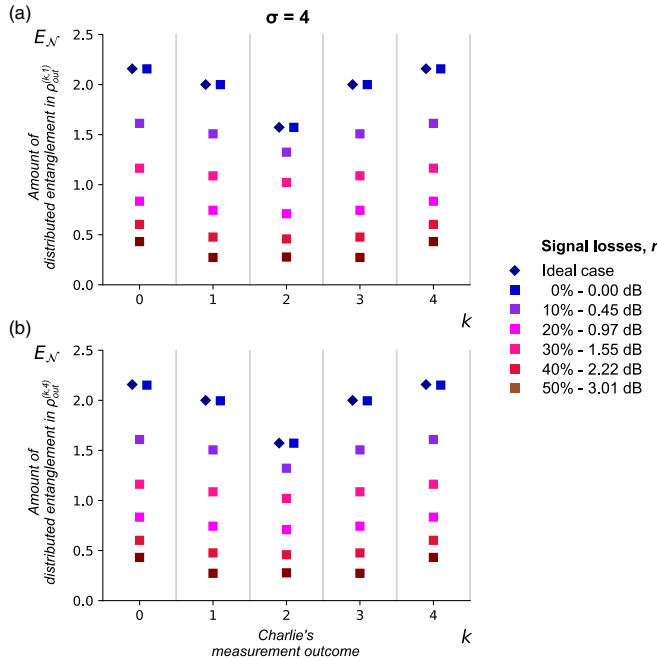 (a)
σ = 4
E𝒩
2.5
2.0
1.5
1.0
0.5
0.0
Amount of
distributed entanglement in ρ_out^(k,1)
0 1 2 3 4
k
(b)
E𝒩
2.5
2.0
1.5
1.0
0.5
0.0
Amount of
distributed entanglement in ρ_out^(k,4)
0 1 2 3 4
k
Charlie's
measurement outcome
Signal losses, r
Ideal case
0% - 0.00 dB
10% - 0.45 dB
20% - 0.97 dB
30% - 1.55 dB
40% - 2.22 dB
50% - 3.01 dB